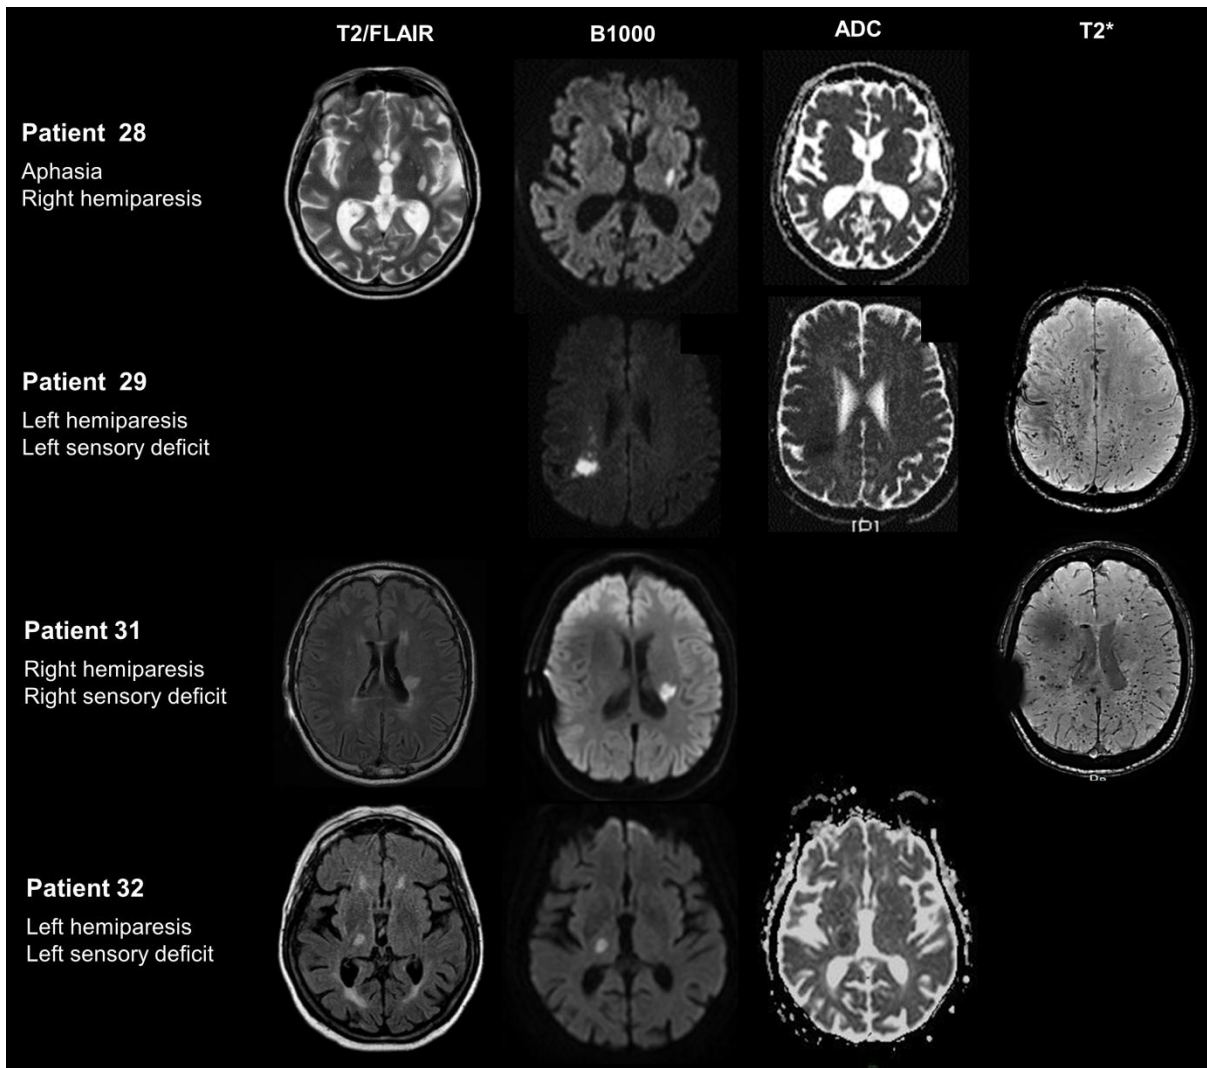 T2/FLAIR B1000 ADC T2*
Patient 28
Aphasia
Right hemiparesis
Patient 29
Left hemiparesis
Left sensory deficit
[P]
Patient 31
Right hemiparesis
Right sensory deficit
Patient 32
Left hemiparesis
Left sensory deficit